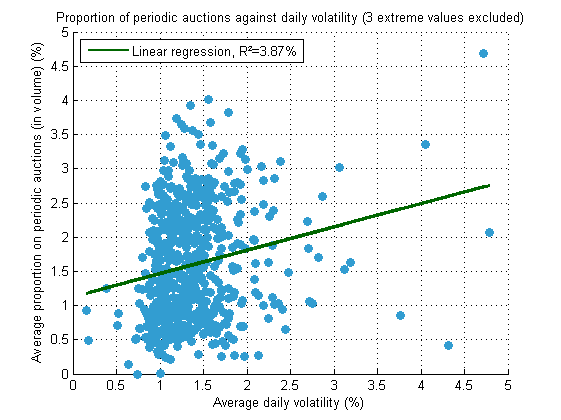 Proportion of periodic auctions against daily volatility (3 extreme values excluded)
Linear regression, R²=3.87%
Average proportion on periodic auctions (in volume) (%)
5
4.5
4
3.5
3
2.5
2
1.5
1
0.5
0
0 0.5 1 1.5 2 2.5 3 3.5 4 4.5 5
Average daily volatility (%)